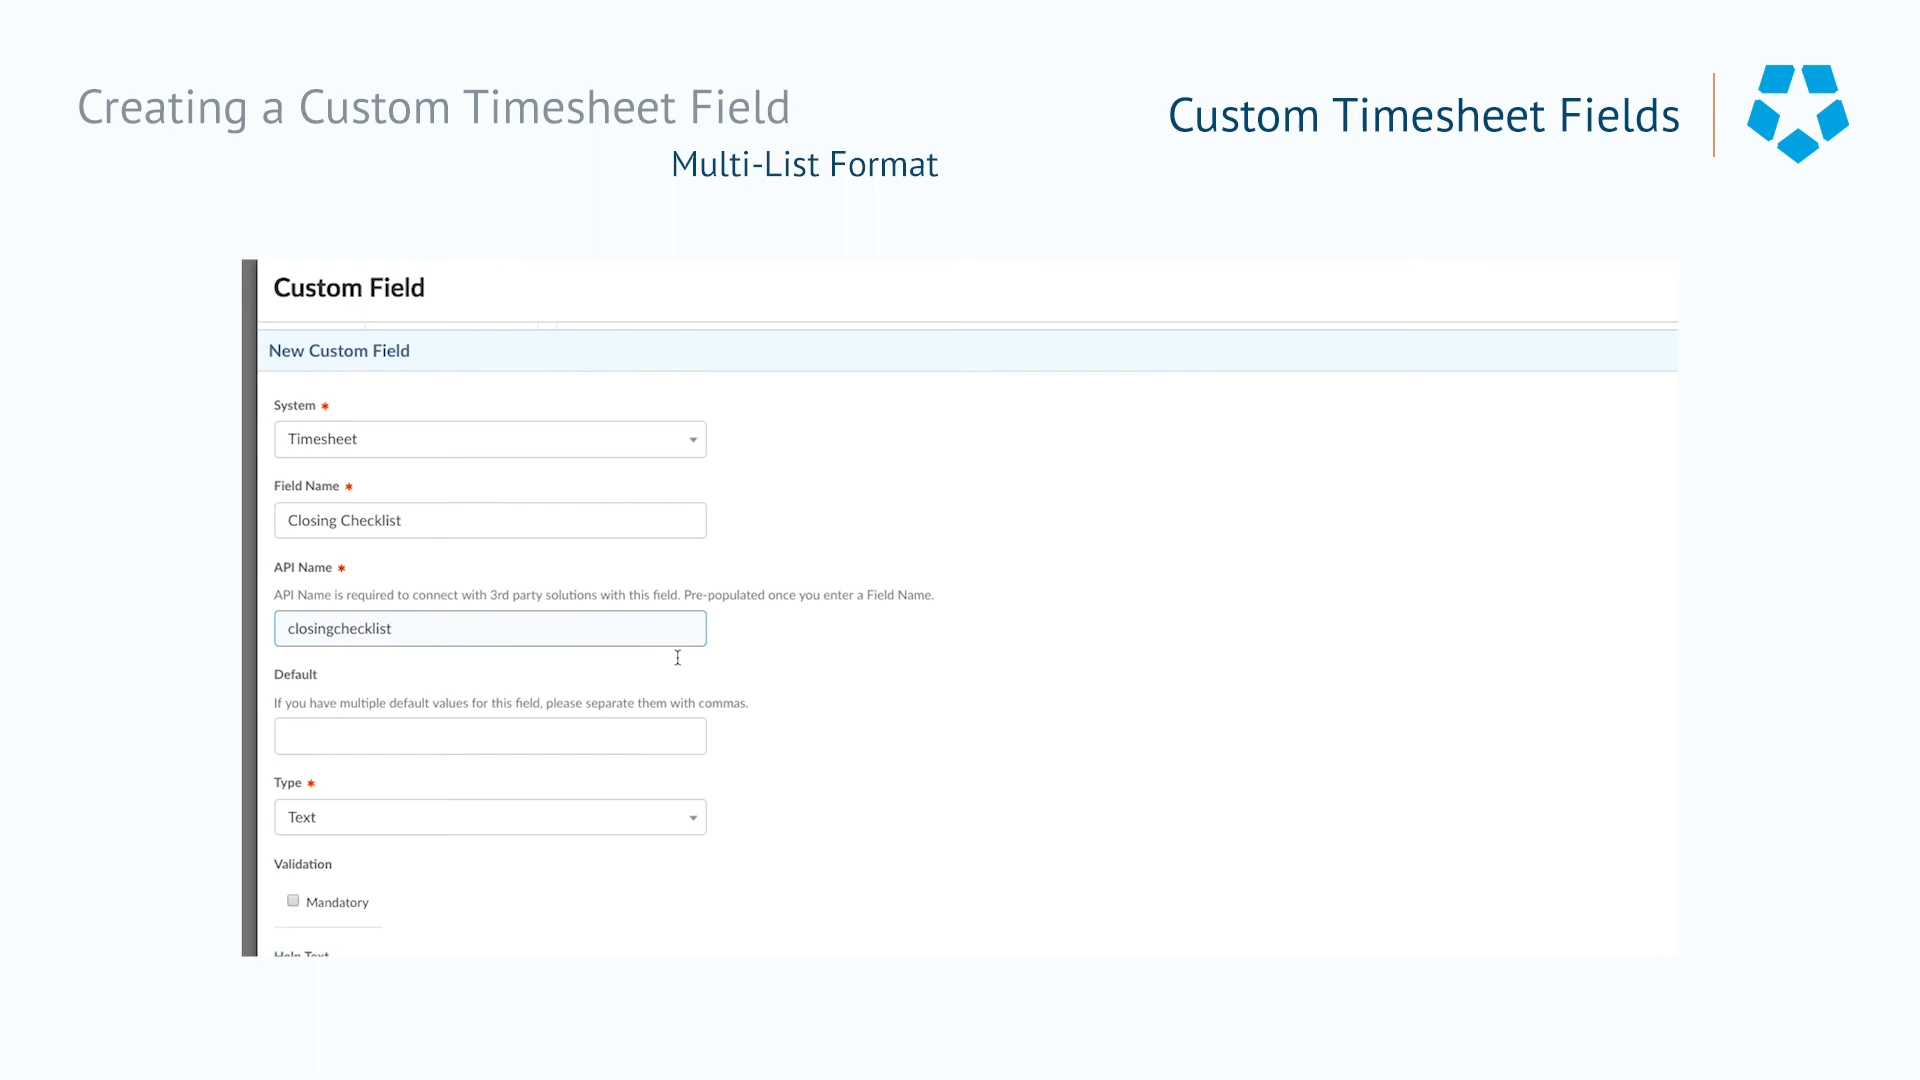 Creating a Custom Timesheet Field
Multi-List Format
Custom Timesheet Fields
Custom Field
New Custom Field
System *
Timesheet
Field Name *
Closing Checklist
API Name *
API Name is required to connect with 3rd party solutions with this field. Pre-populated once you enter a Field Name.
closingchecklist
Default
If you have multiple default values for this field, please separate them with commas.
Type *
Text
Validation
Mandatory
Help Text